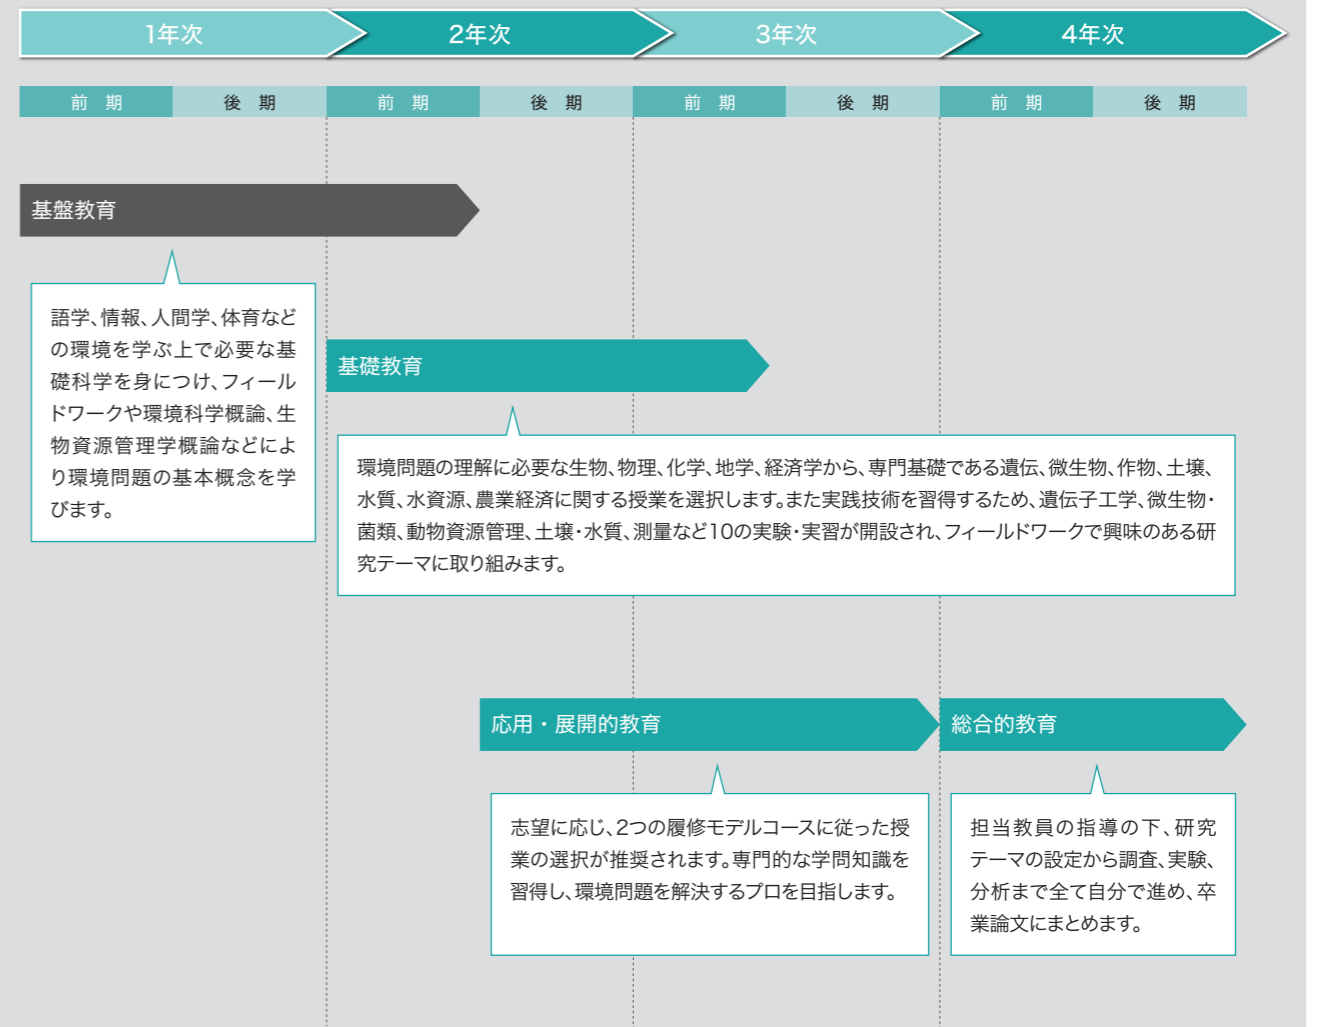 1年次 2年次 3年次 4年次
前 期 後 期 前 期 後 期 前 期 後 期 前 期 後 期
基盤教育
語学、情報、人間学、体育など
の環境を学ぶ上で必要な基
礎科学を身につけ、フィール
ドワークや環境科学概論、生
物資源管理学概論などによ
り環境問題の基本概念を学
びます。
基礎教育
環境問題の理解に必要な生物、物理、化学、地学、経済学から、専門基礎である遺伝、微生物、作物、土壌、
水質、水資源、農業経済に関する授業を選択します。また実践技術を習得するため、遺伝子工学、微生物・
菌類、動物資源管理、土壌・水質、測量など10の実験・実習が開設され、フィールドワークで興味のある研
究テーマに取り組みます。
応用・展開的教育
志望に応じ、2つの履修モデルコースに従った授
業の選択が推奨されます。専門的な学問知識を
習得し、環境問題を解決するプロを目指します。
総合的教育
担当教員の指導の下、研究
テーマの設定から調査、実験、
分析まで全て自分で進め、卒
業論文にまとめます。